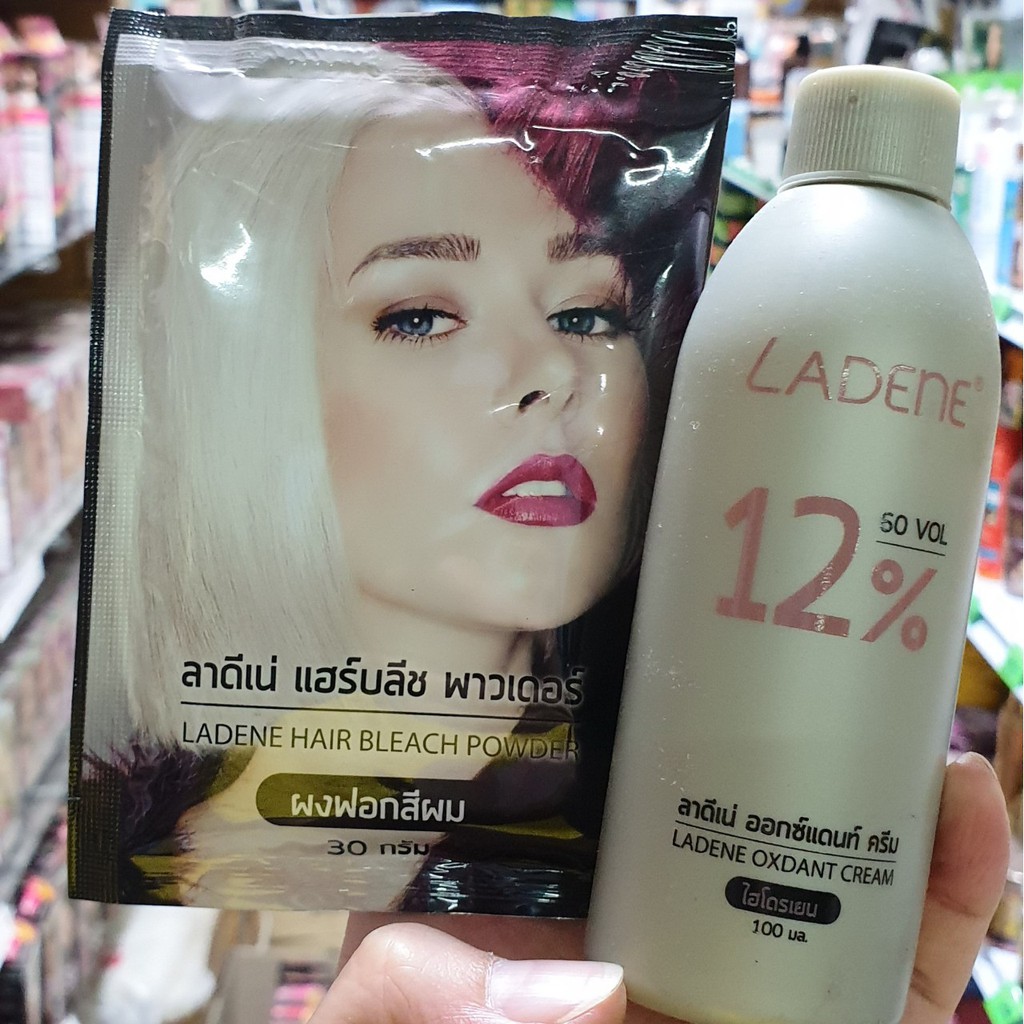 ลาดีเน่ แฮร์บลีช พาวเดอร์
LADENE HAIR BLEACH POWDER
ผงฟอกสีผม
30 กรัม
LADENE®
12%
60 VOL
ลาดีเน่ ออกซ์แดนท์ ครีม
LADENE OXDANT CREAM
ไฮโดรเยน
100 มล.